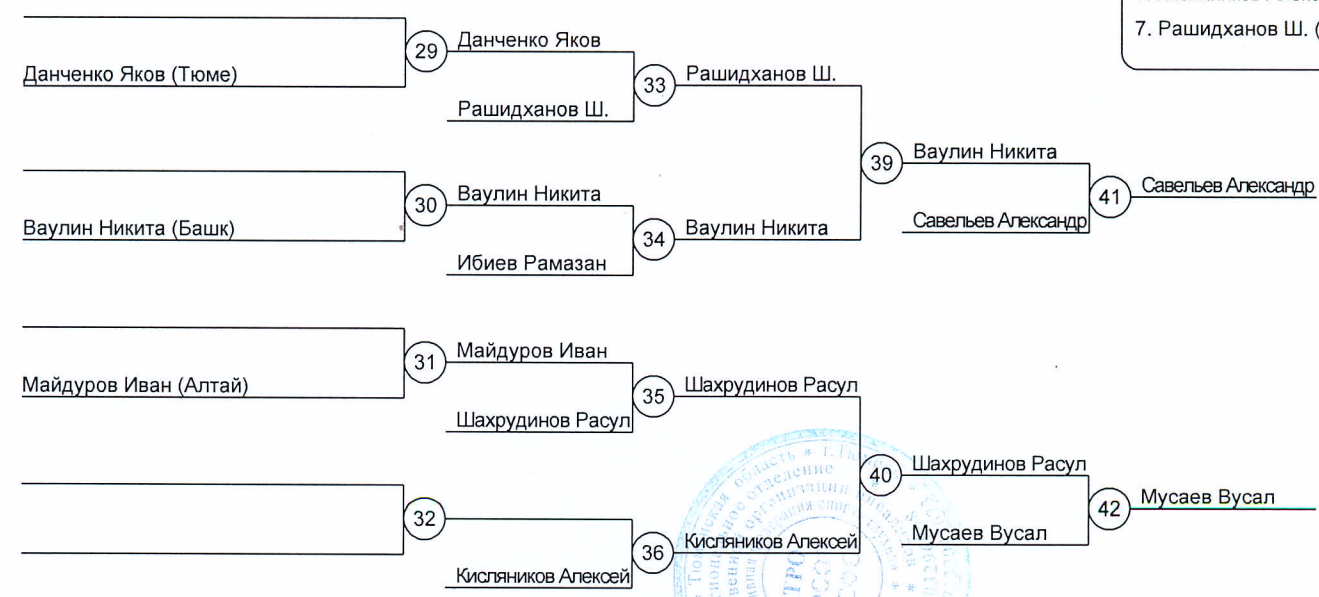 7. Рашидханов Ш. (
Данченко Яков (Тюме)
29
Данченко Яков
Рашидханов Ш.
33
Рашидханов Ш.
Ваулин Никита (Башк)
30
Ваулин Никита
Ибиев Рамазан
34
Ваулин Никита
39
Ваулин Никита
Савельев Александр
41
Савельев Александр
Майдуров Иван (Алтай)
31
Майдуров Иван
Шахрудинов Расул
35
Шахрудинов Расул
32
Кисляников Алексей
36
Кисляников Алексей
40
Шахрудинов Расул
Мусаев Вусал
42
Мусаев Вусал
область * г.
отделение